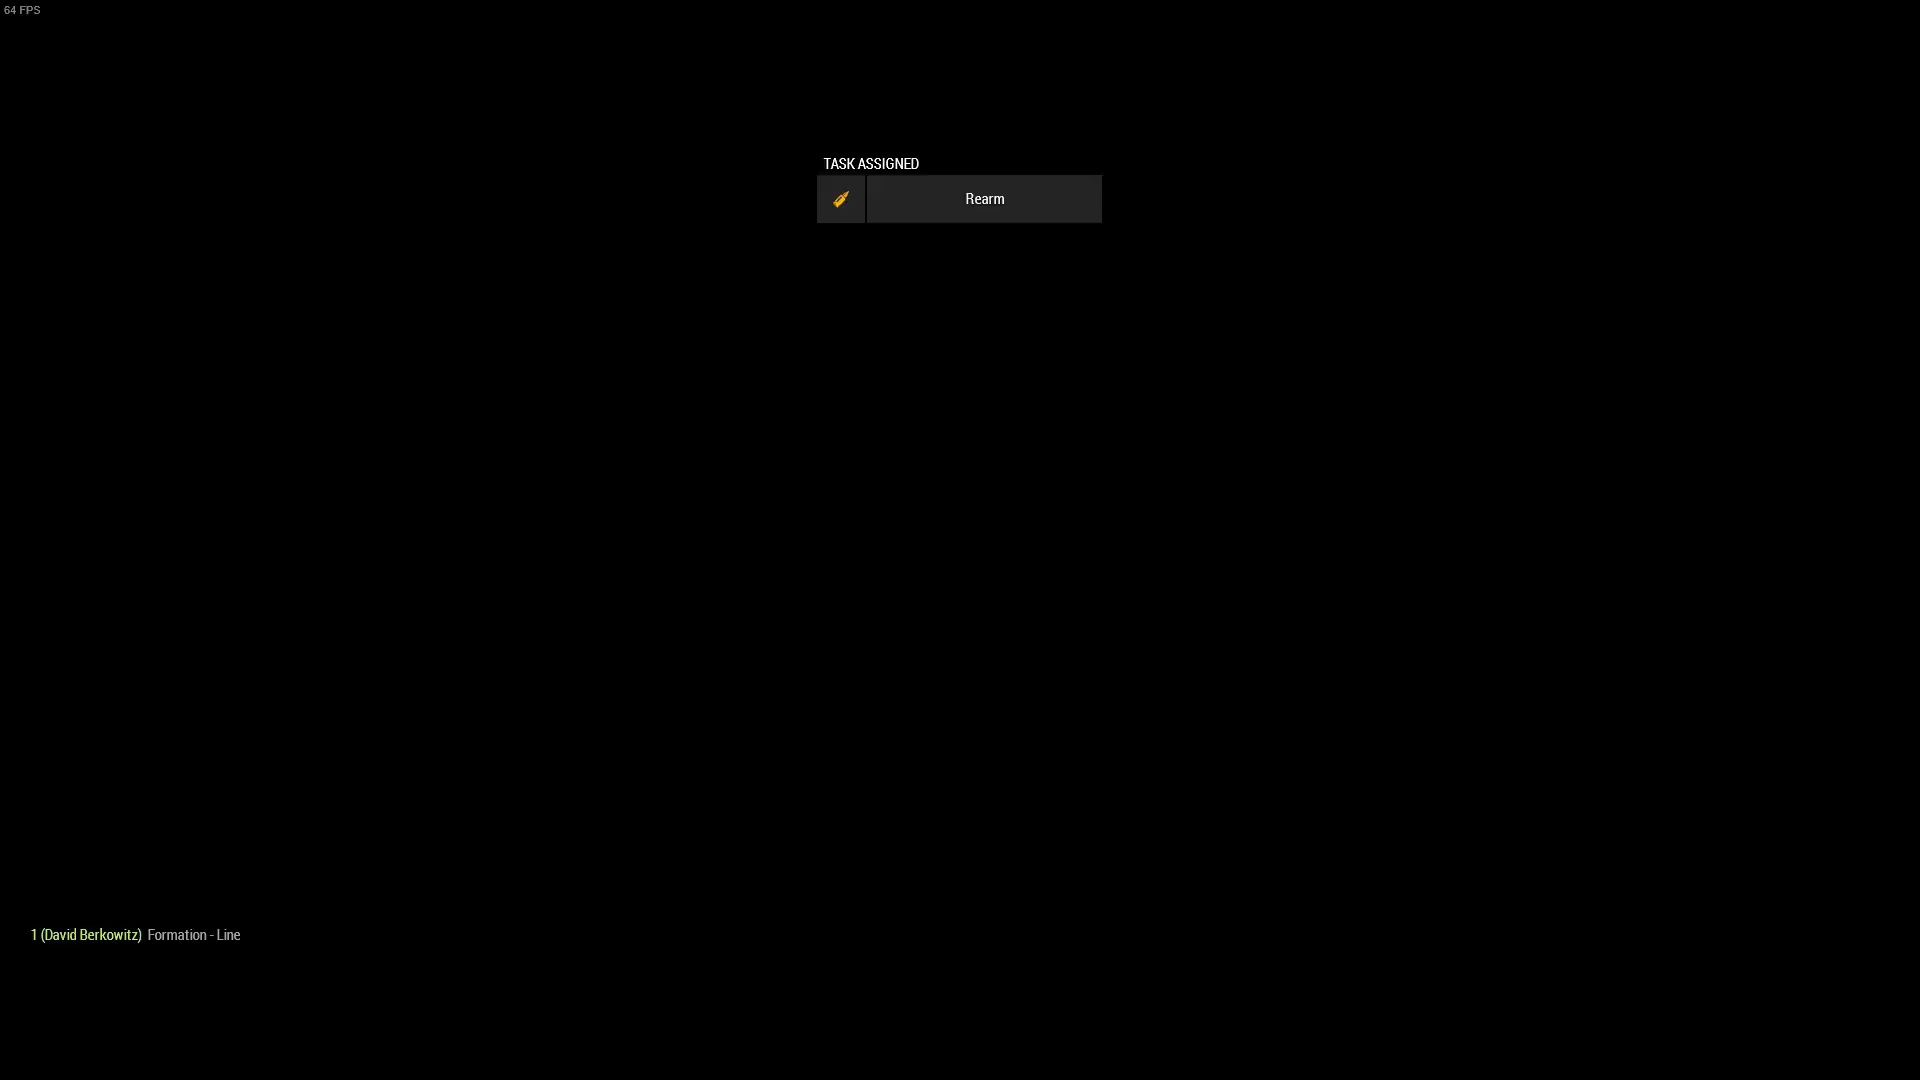 64 FPS
TASK ASSIGNED
Rearm
1 (David Berkowitz) Formation - Line